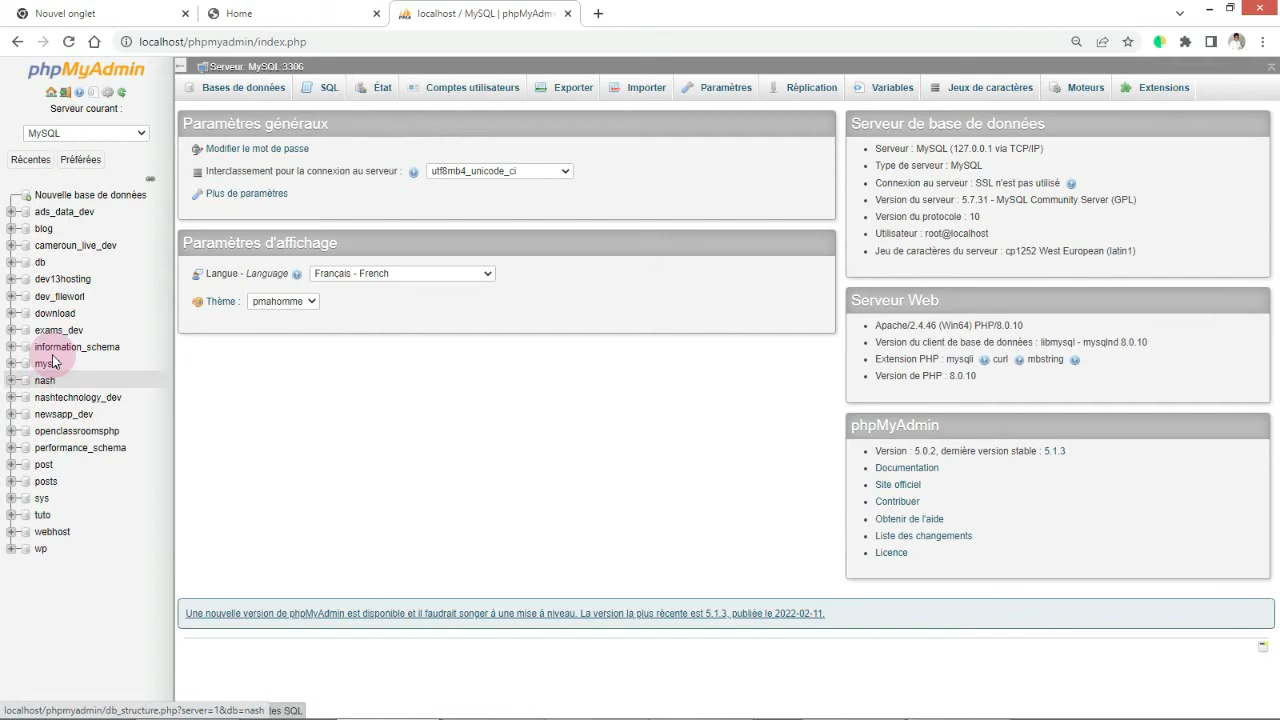 Nouvel onglet
Home
localhost / MySQL | phpMyAdmi
localhost/phpmyadmin/index.php
phpMyAdmin
Serveur courant :
MySQL
Récentes Préférées
Nouvelle base de données
ads_data_dev
blog
cameroun_live_dev
db
dev13hosting
dev_fileworl
download
exams_dev
information_schema
nash
nashtechnology_dev
newsapp_dev
openclassroomsphp
performance_schema
post
posts
sys
tuto
webhost
wp
Serveur: MySQL:3306
Bases de données SQL État Comptes utilisateurs Exporter Importer Paramètres Réplication Variables Jeux de caractères Moteurs Extensions
Paramètres généraux
Modifier le mot de passe
Interclassement pour la connexion au serveur : utf8mb4_unicode_ci
Plus de paramètres
Paramètres d'affichage
Langue - Language Français - French
Thème : pmahomme
Serveur de base de données
Serveur : MySQL (127.0.0.1 via TCP/IP)
Type de serveur : MySQL
Connexion au serveur : SSL n'est pas utilisé
Version du serveur : 5.7.31 - MySQL Community Server (GPL)
Version du protocole : 10
Utilisateur : root@localhost
Jeu de caractères du serveur : cp1252 West European (latin1)
Serveur Web
Apache/2.4.46 (Win64) PHP/8.0.10
Version du client de base de données : libmysql - mysqlnd 8.0.10
Extension PHP : mysqli curl mbstring
Version de PHP : 8.0.10
phpMyAdmin
Version : 5.0.2, dernière version stable : 5.1.3
Documentation
Site officiel
Contribuer
Obtenir de l'aide
Liste des changements
Licence
Une nouvelle version de phpMyAdmin est disponible et il faudrait songer à une mise à niveau. La version la plus récente est 5.1.3, publiée le 2022-02-11.
localhost/phpmyadmin/db_structure.php?server=1&db=nash tes SQL